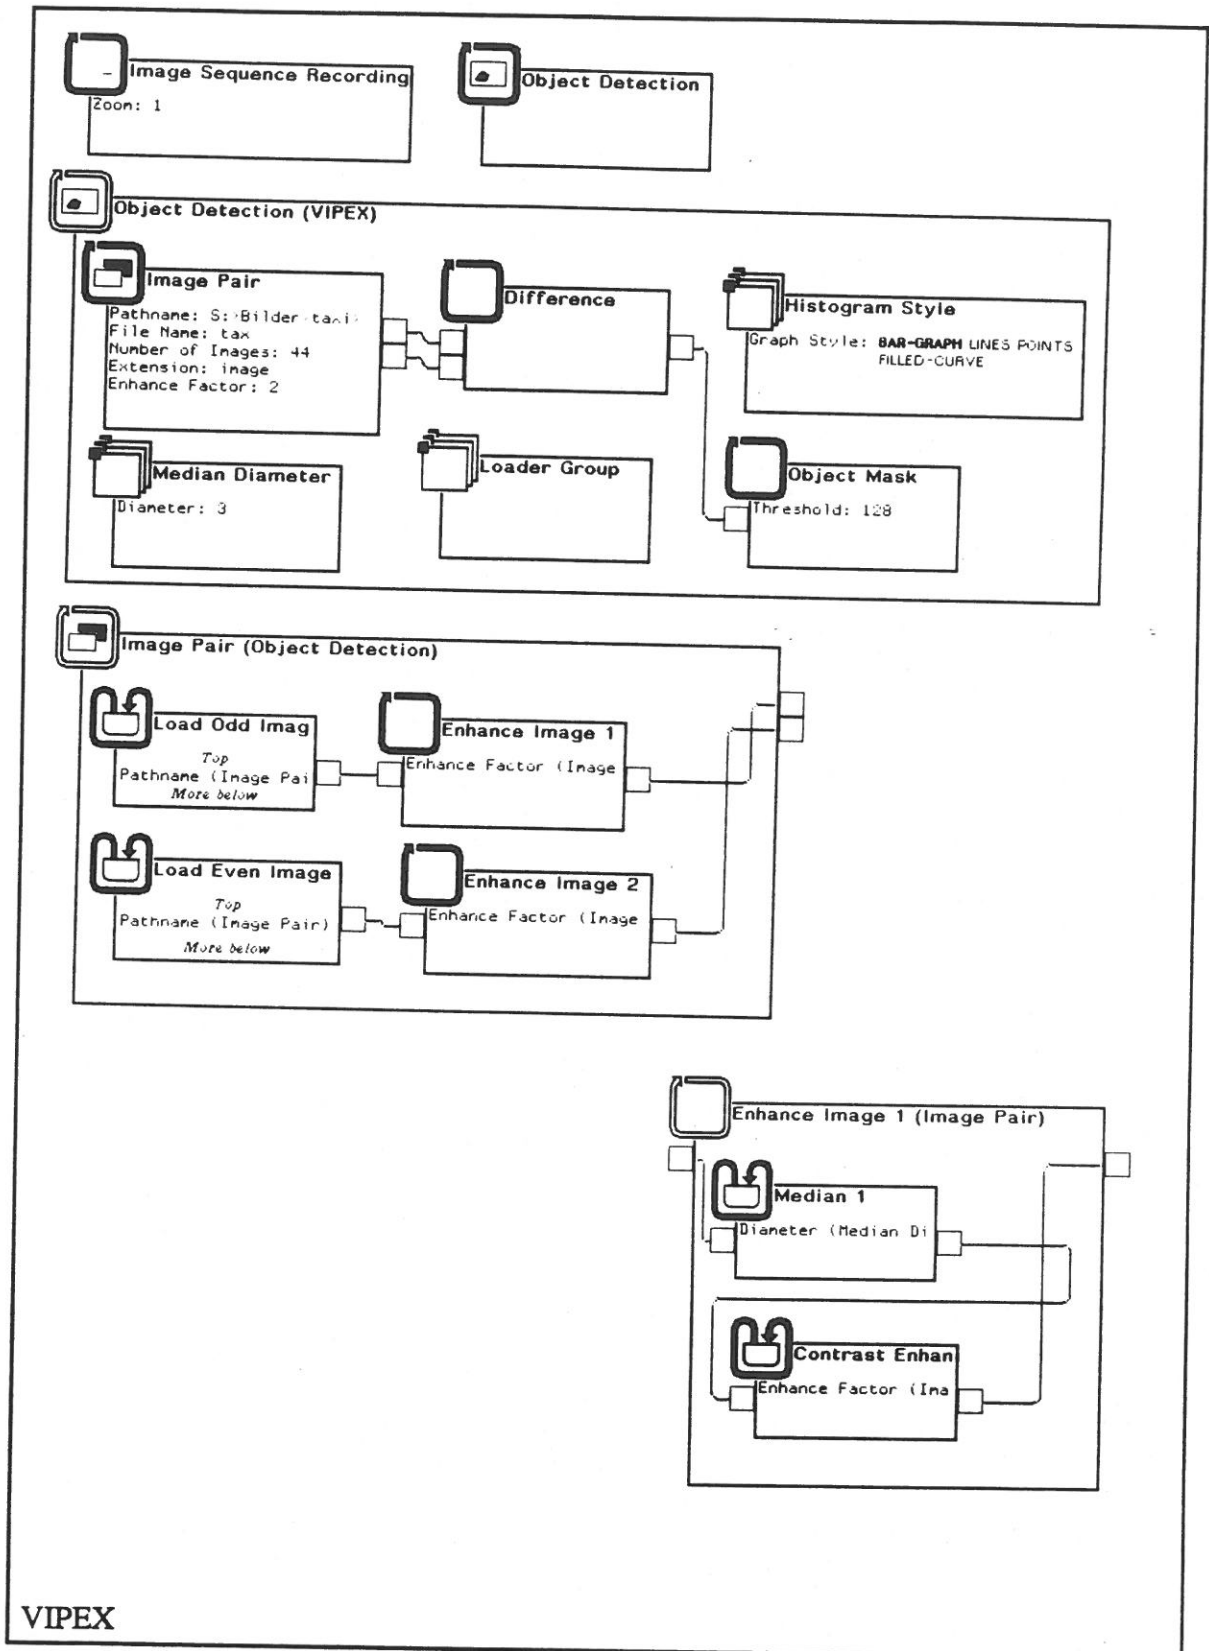 Image Sequence Recording
Zoom: 1
Object Detection
Object Detection (VIPEX)
Image Pair
Pathname: S:>Bilder>taxi>
File Name: tax
Number of Images: 44
Extension: image
Enhance Factor: 2
Difference
Histogram Style
Graph Style: BAR-GRAPH LINES POINTS
FILLED-CURVE
Median Diameter
Diameter: 3
Loader Group
Object Mask
Threshold: 128
Image Pair (Object Detection)
Load Odd Imag
Top
Pathname (Image Pai
More below
Enhance Image 1
Enhance Factor (Image
Load Even Image
Top
Pathname (Image Pair)
More below
Enhance Image 2
Enhance Factor (Image
Enhance Image 1 (Image Pair)
Median 1
Diameter (Median Di
Contrast Enhan
Enhance Factor (Ima
VIPEX